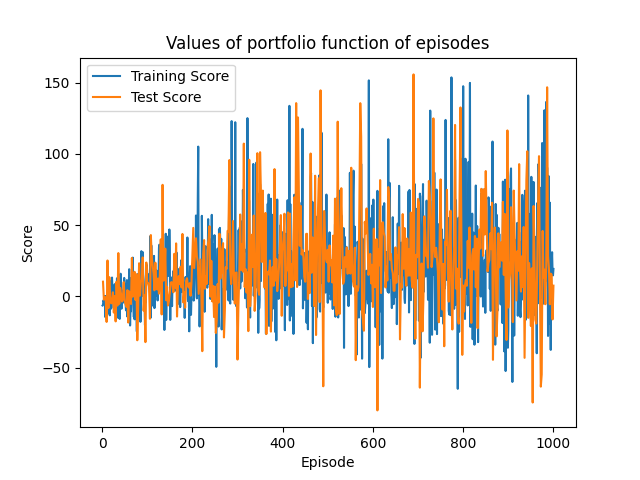 Values of portfolio function of episodes
Training Score
Test Score
150
100
50
0
−50
Score
0
200
400
600
800
1000
Episode